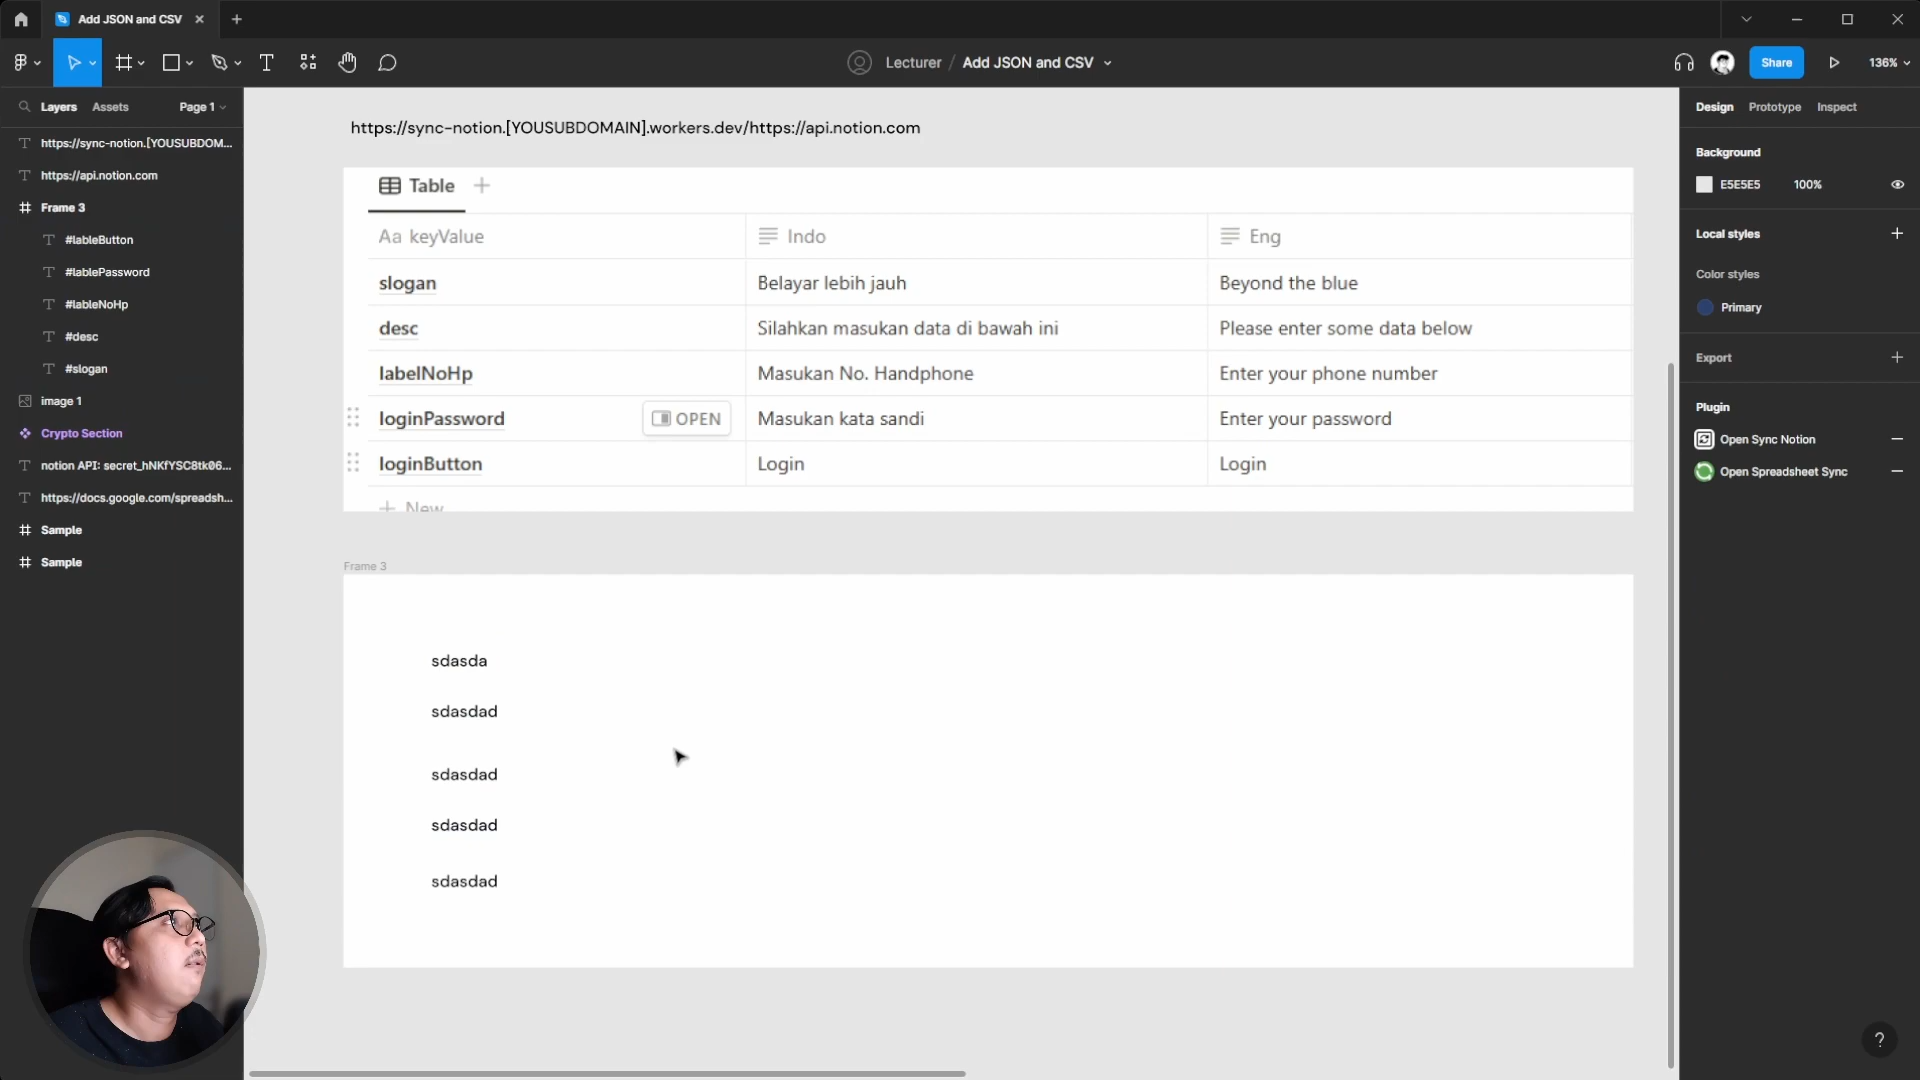 Add JSON and CSV
Lecturer / Add JSON and CSV
Share
136%
Layers
Assets
Page 1
https://sync-notion.[YOUSUBDOM...
https://api.notion.com
Frame 3
#lableButton
#lablePassword
#lableNoHp
#desc
#slogan
image 1
Crypto Section
notion API: secret_hNKfYSC8tk06...
https://docs.google.com/spreadsh...
Sample
Sample
https://sync-notion.[YOUSUBDOMAIN].workers.dev/https://api.notion.com
Table
Aa keyValue
Indo
Eng
slogan
Belayar lebih jauh
Beyond the blue
desc
Silahkan masukan data di bawah ini
Please enter some data below
labelNoHp
Masukan No. Handphone
Enter your phone number
loginPassword
OPEN
Masukan kata sandi
Enter your password
loginButton
Login
Login
New
Frame 3
sdasda
sdasdad
sdasdad
sdasdad
sdasdad
Design
Prototype
Inspect
Background
E5E5E5
100%
Local styles
Color styles
Primary
Export
Plugin
Open Sync Notion
Open Spreadsheet Sync
?